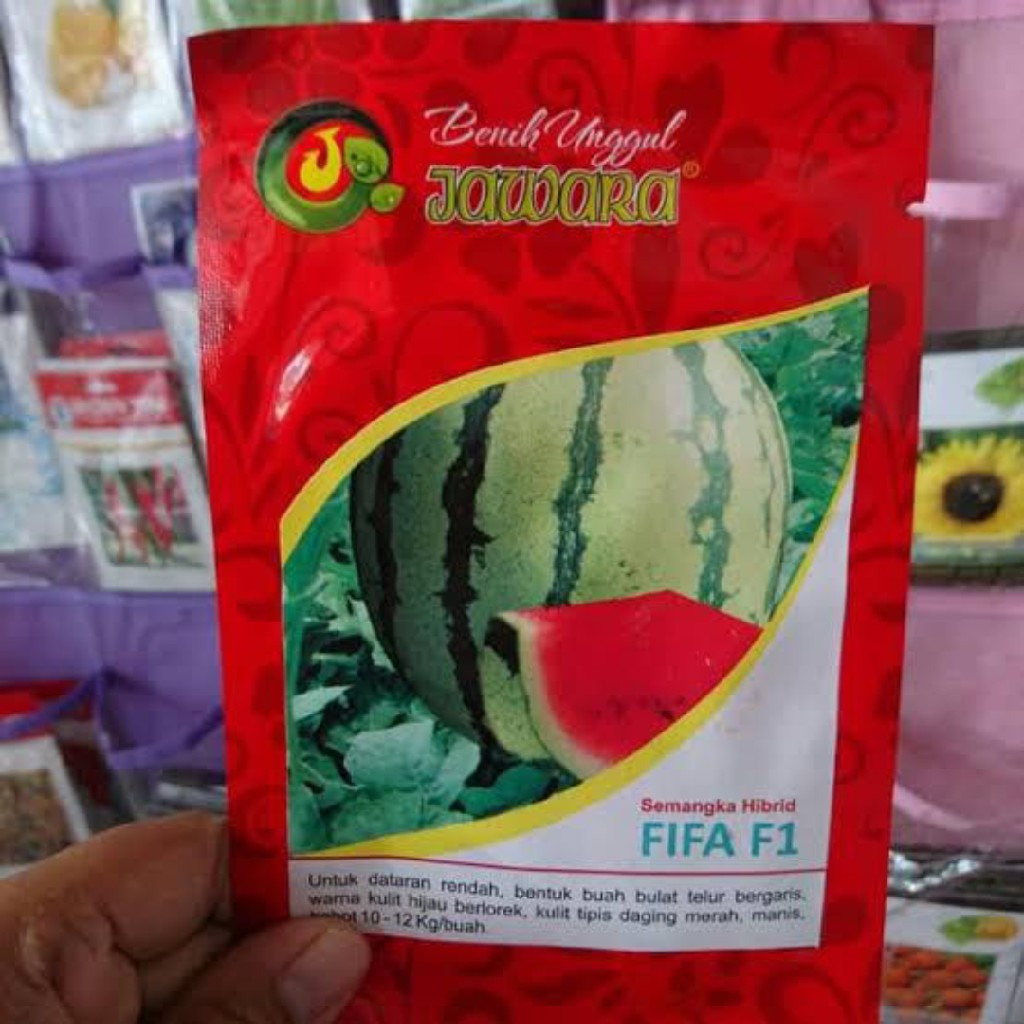 Benih Unggul
JAWARA®
Semangka Hibrid
FIFA F1
Untuk dataran rendah, bentuk buah bulat telur bergaris,
warna kulit hijau berlorek, kulit tipis daging merah, manis,
bobot 10 - 12 Kg/buah.